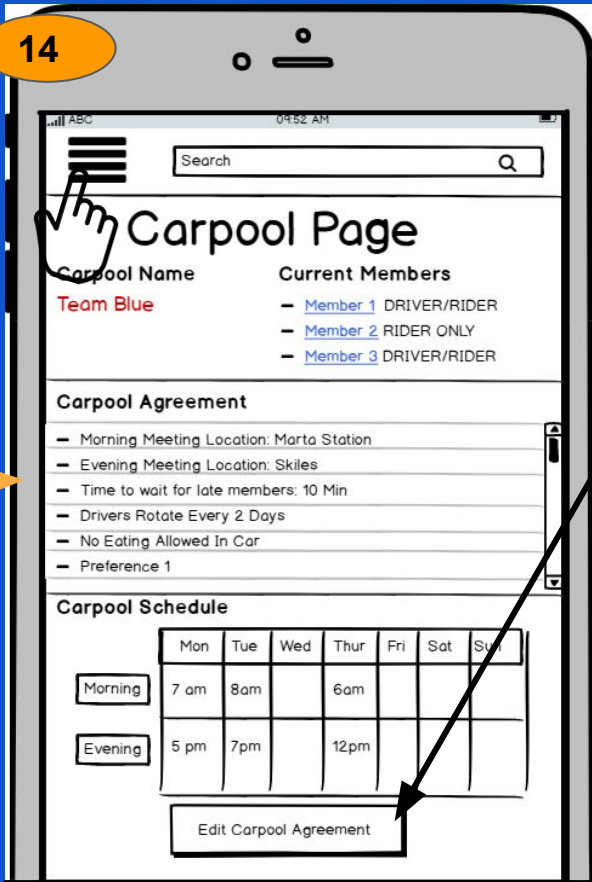 14
ABC 09:52 AM
Search
Carpool Page
Carpool Name Current Members
Team Blue
Member 1 DRIVER/RIDER
Member 2 RIDER ONLY
Member 3 DRIVER/RIDER
Carpool Agreement
Morning Meeting Location: Marta Station
Evening Meeting Location: Skiles
Time to wait for late members: 10 Min
Drivers Rotate Every 2 Days
No Eating Allowed In Car
Preference 1
Carpool Schedule
Mon Tue Wed Thur Fri Sat Sun
Morning 7 am 8am 6am
Evening 5 pm 7pm 12pm
Edit Carpool Agreement